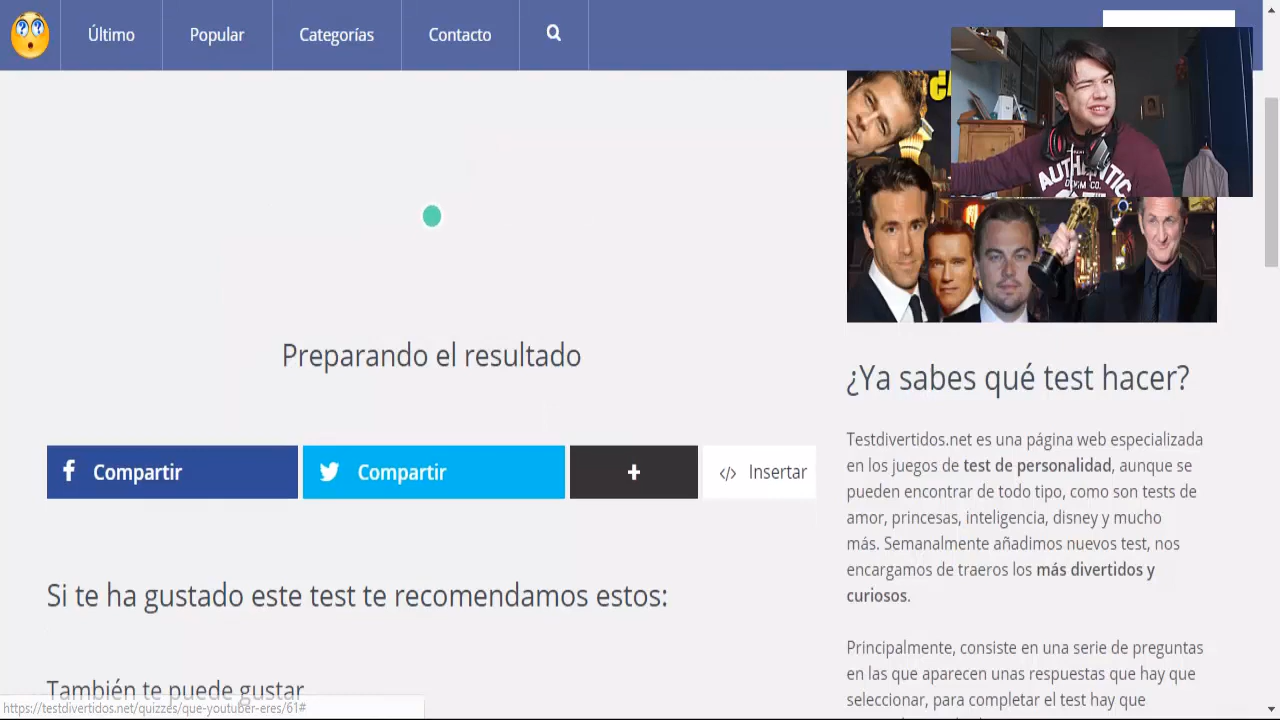 Último
Popular
Categorías
Contacto
AUTHENTIC
DENIM CO.
Preparando el resultado
Compartir
Compartir
+
</> Insertar
Si te ha gustado este test te recomendamos estos:
También te puede gustar
https://testdivertidos.net/quizzes/que-youtuber-eres/61#
¿Ya sabes qué test hacer?
Testdivertidos.net es una página web especializada
en los juegos de test de personalidad, aunque se
pueden encontrar de todo tipo, como son tests de
amor, princesas, inteligencia, disney y mucho
más. Semanalmente añadimos nuevos test, nos
encargamos de traeros los más divertidos y
curiosos.
Principalmente, consiste en una serie de preguntas
en las que aparecen unas respuestas que hay que
seleccionar, para completar el test hay que